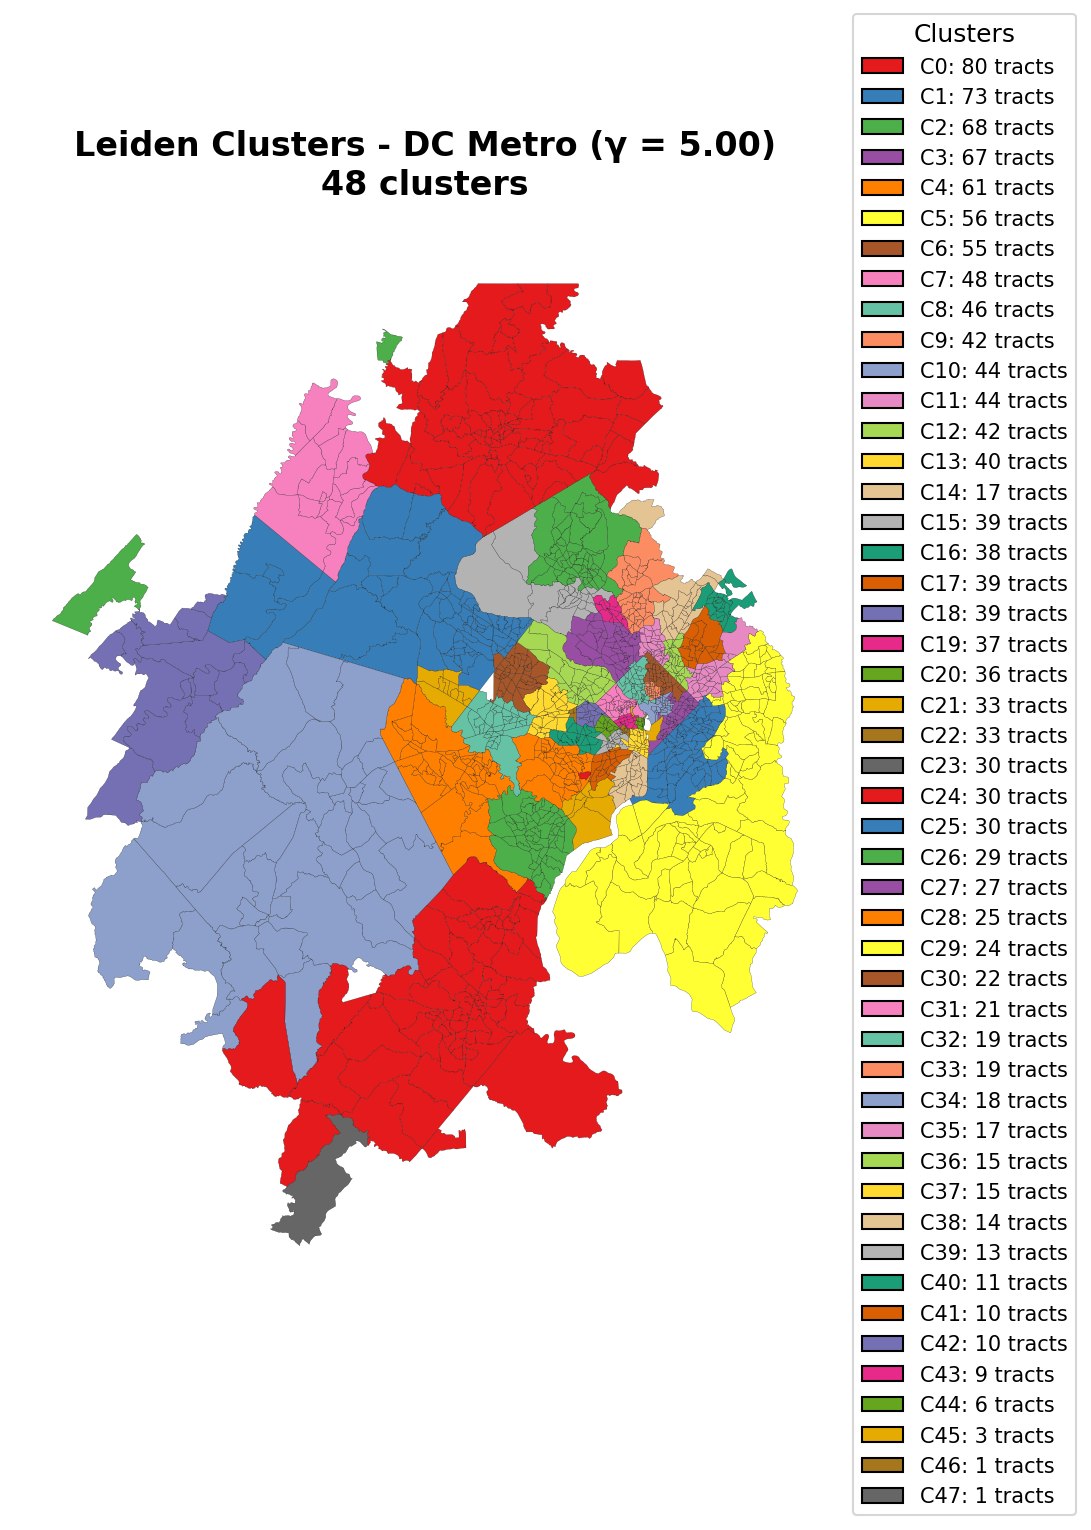 Clusters
C0: 80 tracts
C1: 73 tracts
C2: 68 tracts
C3: 67 tracts
C4: 61 tracts
C5: 56 tracts
C6: 55 tracts
C7: 48 tracts
C8: 46 tracts
C9: 42 tracts
C10: 44 tracts
C11: 44 tracts
C12: 42 tracts
C13: 40 tracts
C14: 17 tracts
C15: 39 tracts
C16: 38 tracts
C17: 39 tracts
C18: 39 tracts
C19: 37 tracts
C20: 36 tracts
C21: 33 tracts
C22: 33 tracts
C23: 30 tracts
C24: 30 tracts
C25: 30 tracts
C26: 29 tracts
C27: 27 tracts
C28: 25 tracts
C29: 24 tracts
C30: 22 tracts
C31: 21 tracts
C32: 19 tracts
C33: 19 tracts
C34: 18 tracts
C35: 17 tracts
C36: 15 tracts
C37: 15 tracts
C38: 14 tracts
C39: 13 tracts
C40: 11 tracts
C41: 10 tracts
C42: 10 tracts
C43: 9 tracts
C44: 6 tracts
C45: 3 tracts
C46: 1 tracts
C47: 1 tracts
Leiden Clusters - DC Metro (γ = 5.00)
48 clusters